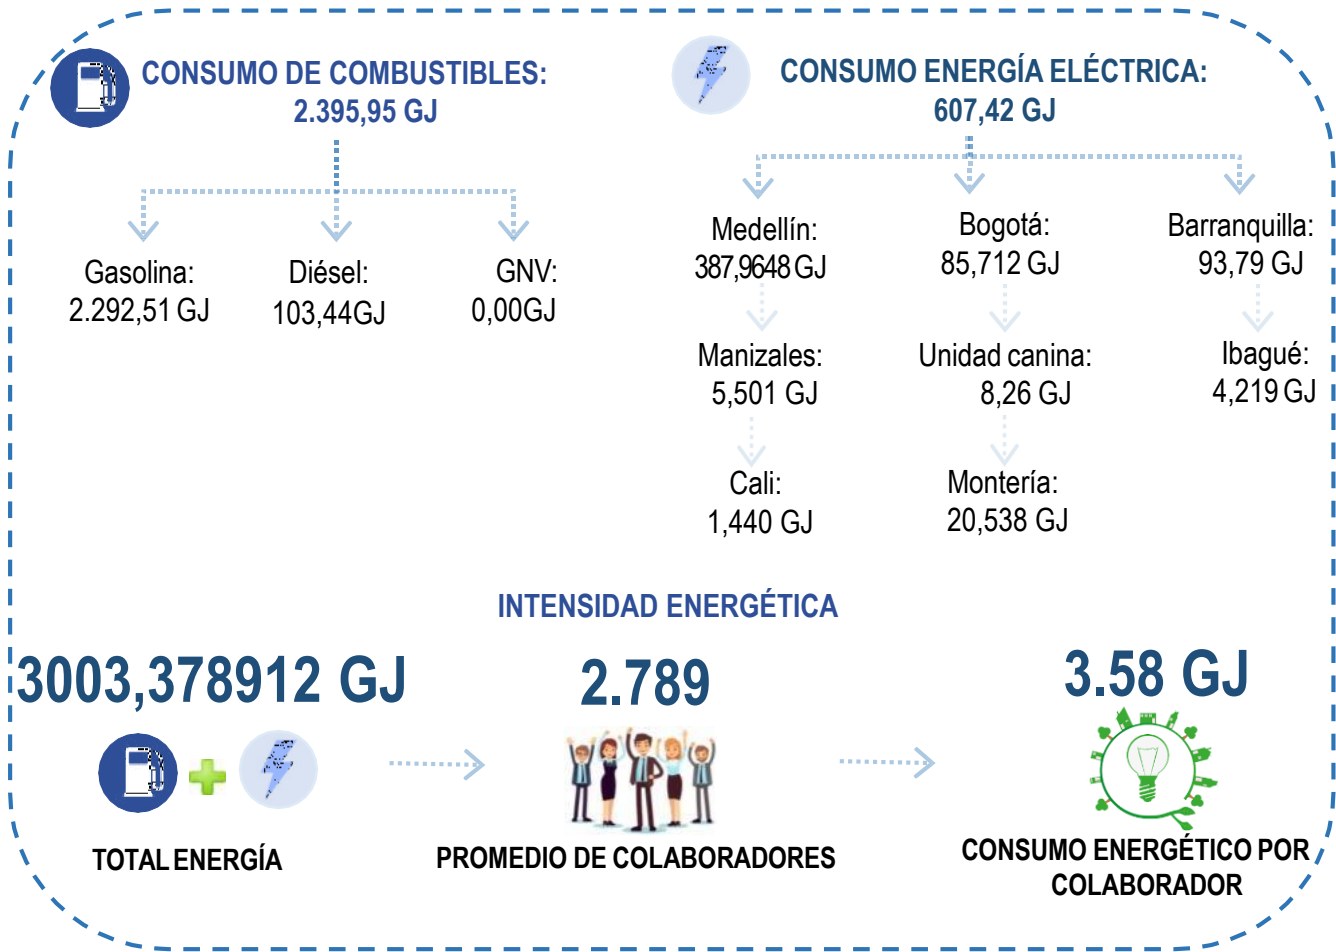 CONSUMO DE COMBUSTIBLES:
2.395,95 GJ
Gasolina:
2.292,51 GJ
Diésel:
103,44GJ
GNV:
0,00GJ
CONSUMO ENERGÍA ELÉCTRICA:
607,42 GJ
Medellín:
387,9648 GJ
Bogotá:
85,712 GJ
Barranquilla:
93,79 GJ
Manizales:
5,501 GJ
Unidad canina:
8,26 GJ
Ibagué:
4,219 GJ
Cali:
1,440 GJ
Montería:
20,538 GJ
INTENSIDAD ENERGÉTICA
3003,378912 GJ
TOTAL ENERGÍA
2.789
PROMEDIO DE COLABORADORES
3.58 GJ
CONSUMO ENERGÉTICO POR
COLABORADOR